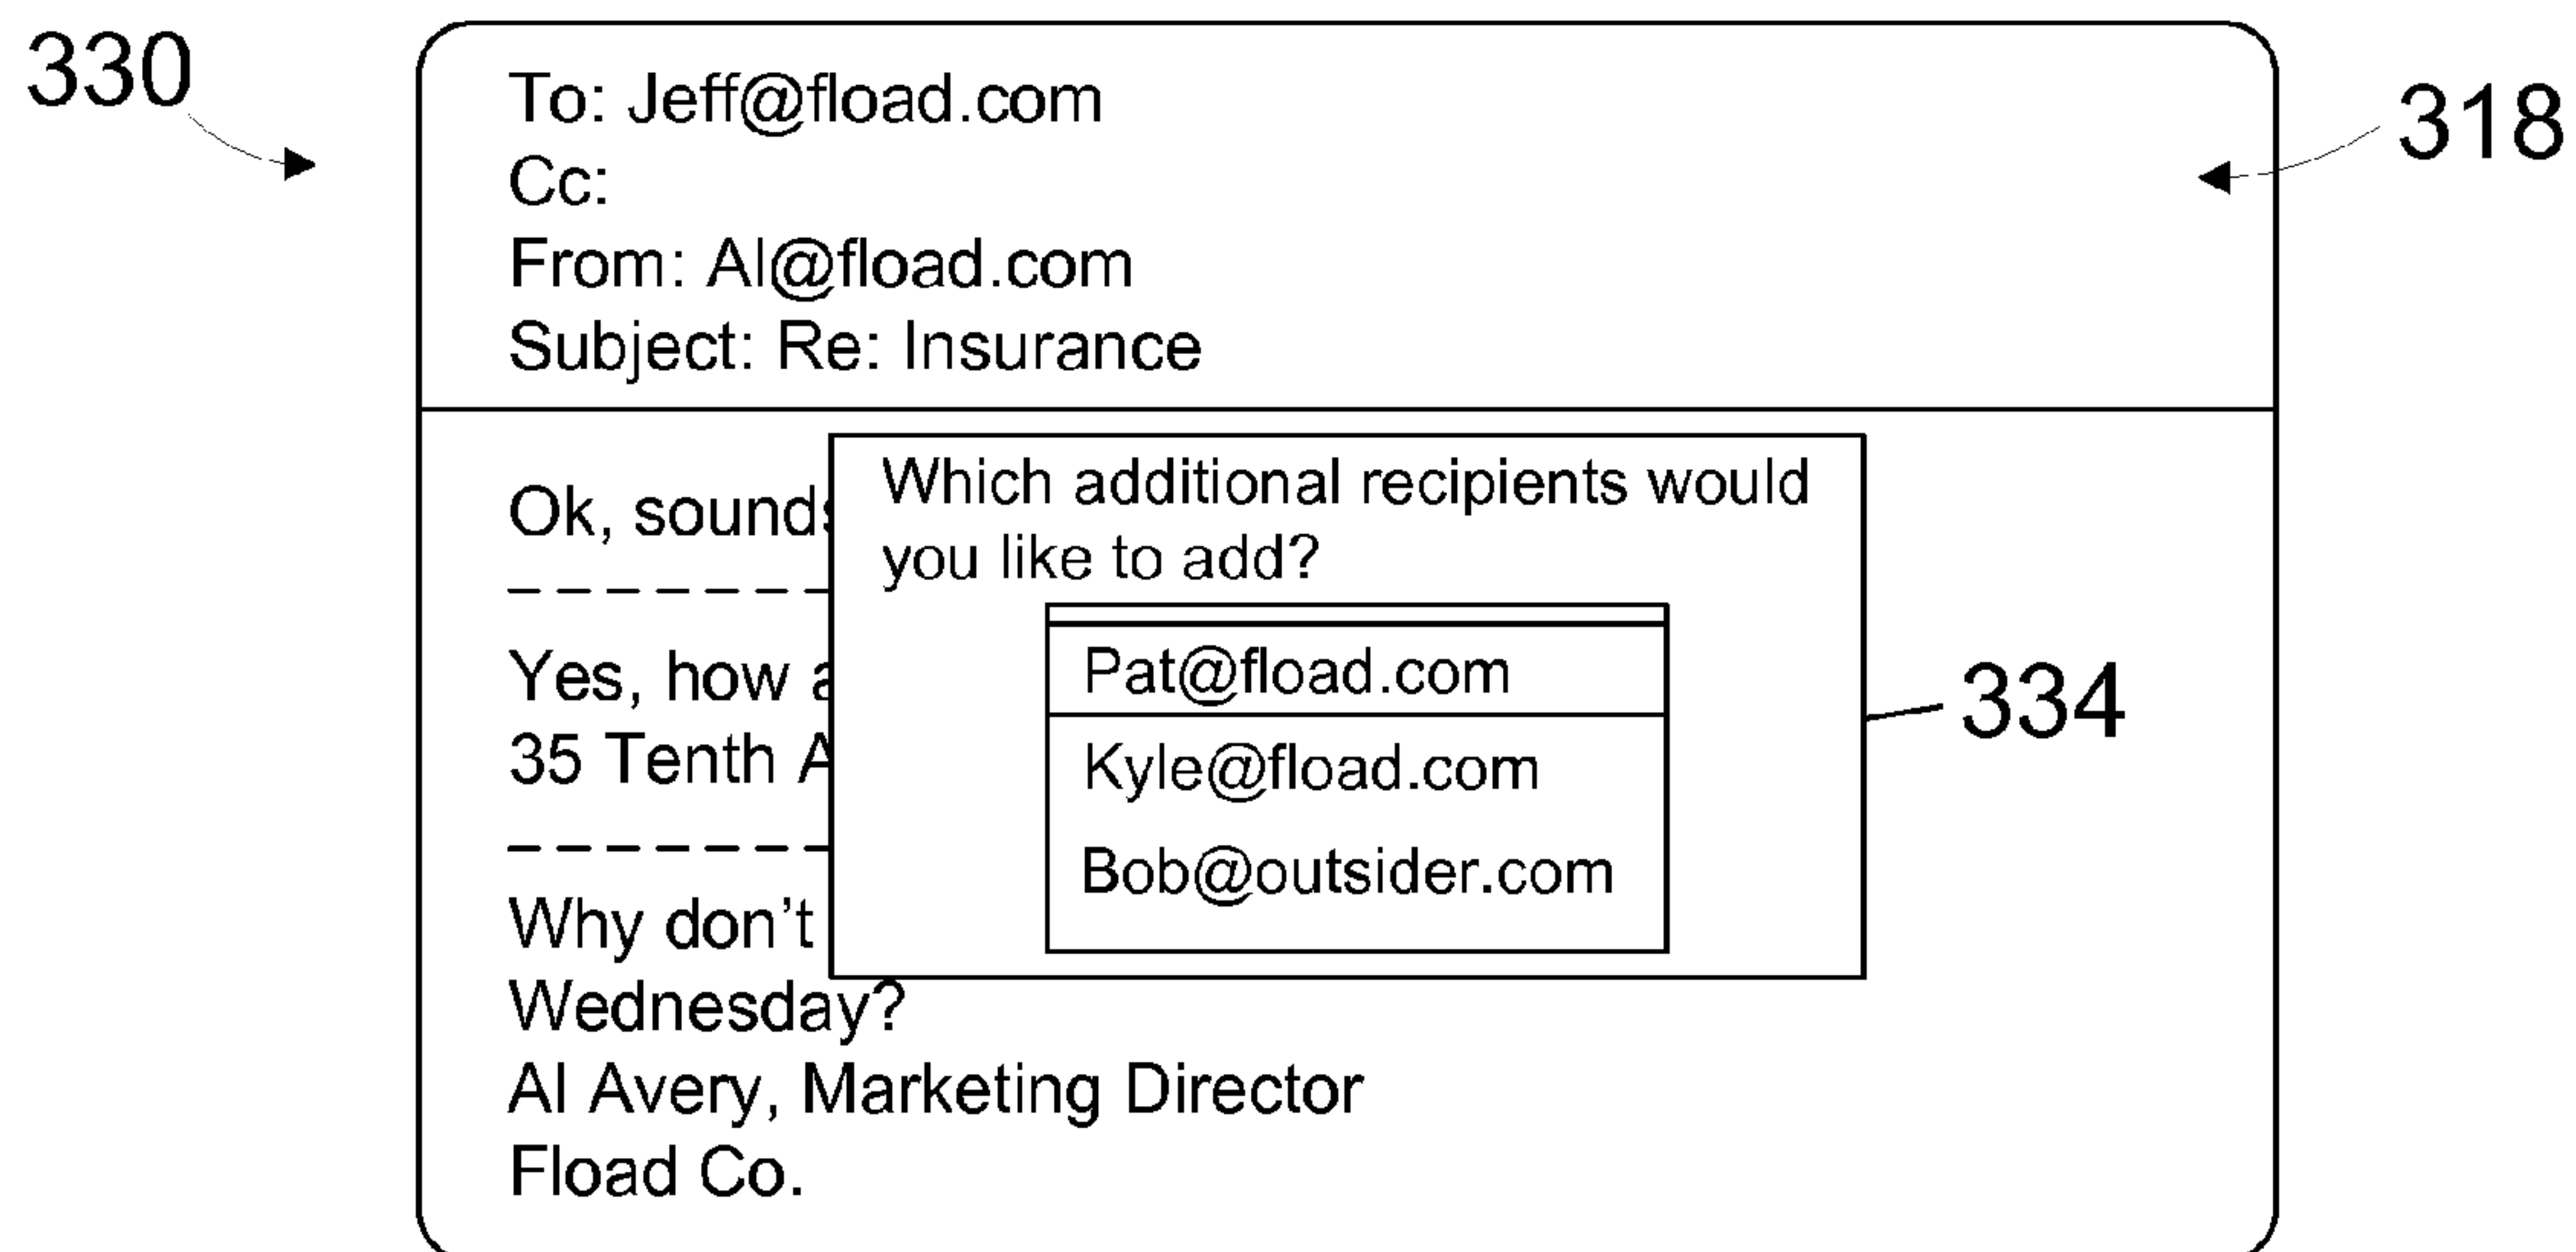 330
318
To: Jeff@fload.com
Cc:
From: Al@fload.com
Subject: Re: Insurance
Ok, sounds
Which additional recipients would
you like to add?
Yes, how a
35 Tenth A
Pat@fload.com
Kyle@fload.com
Bob@outsider.com
334
Why don't
Wednesday?
Al Avery, Marketing Director
Fload Co.